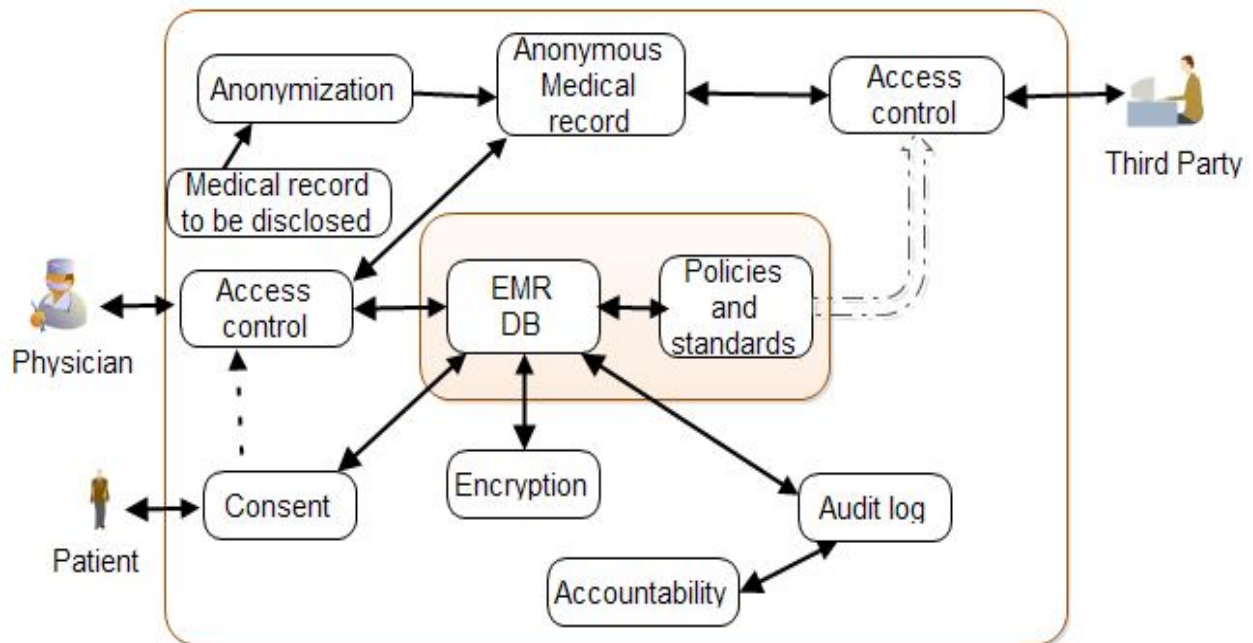 Anonymization
Anonymous
Medical
record
Access
control
Third Party
Medical record
to be disclosed
Physician
Access
control
EMR
DB
Policies
and
standards
Patient
Consent
Encryption
Audit log
Accountability